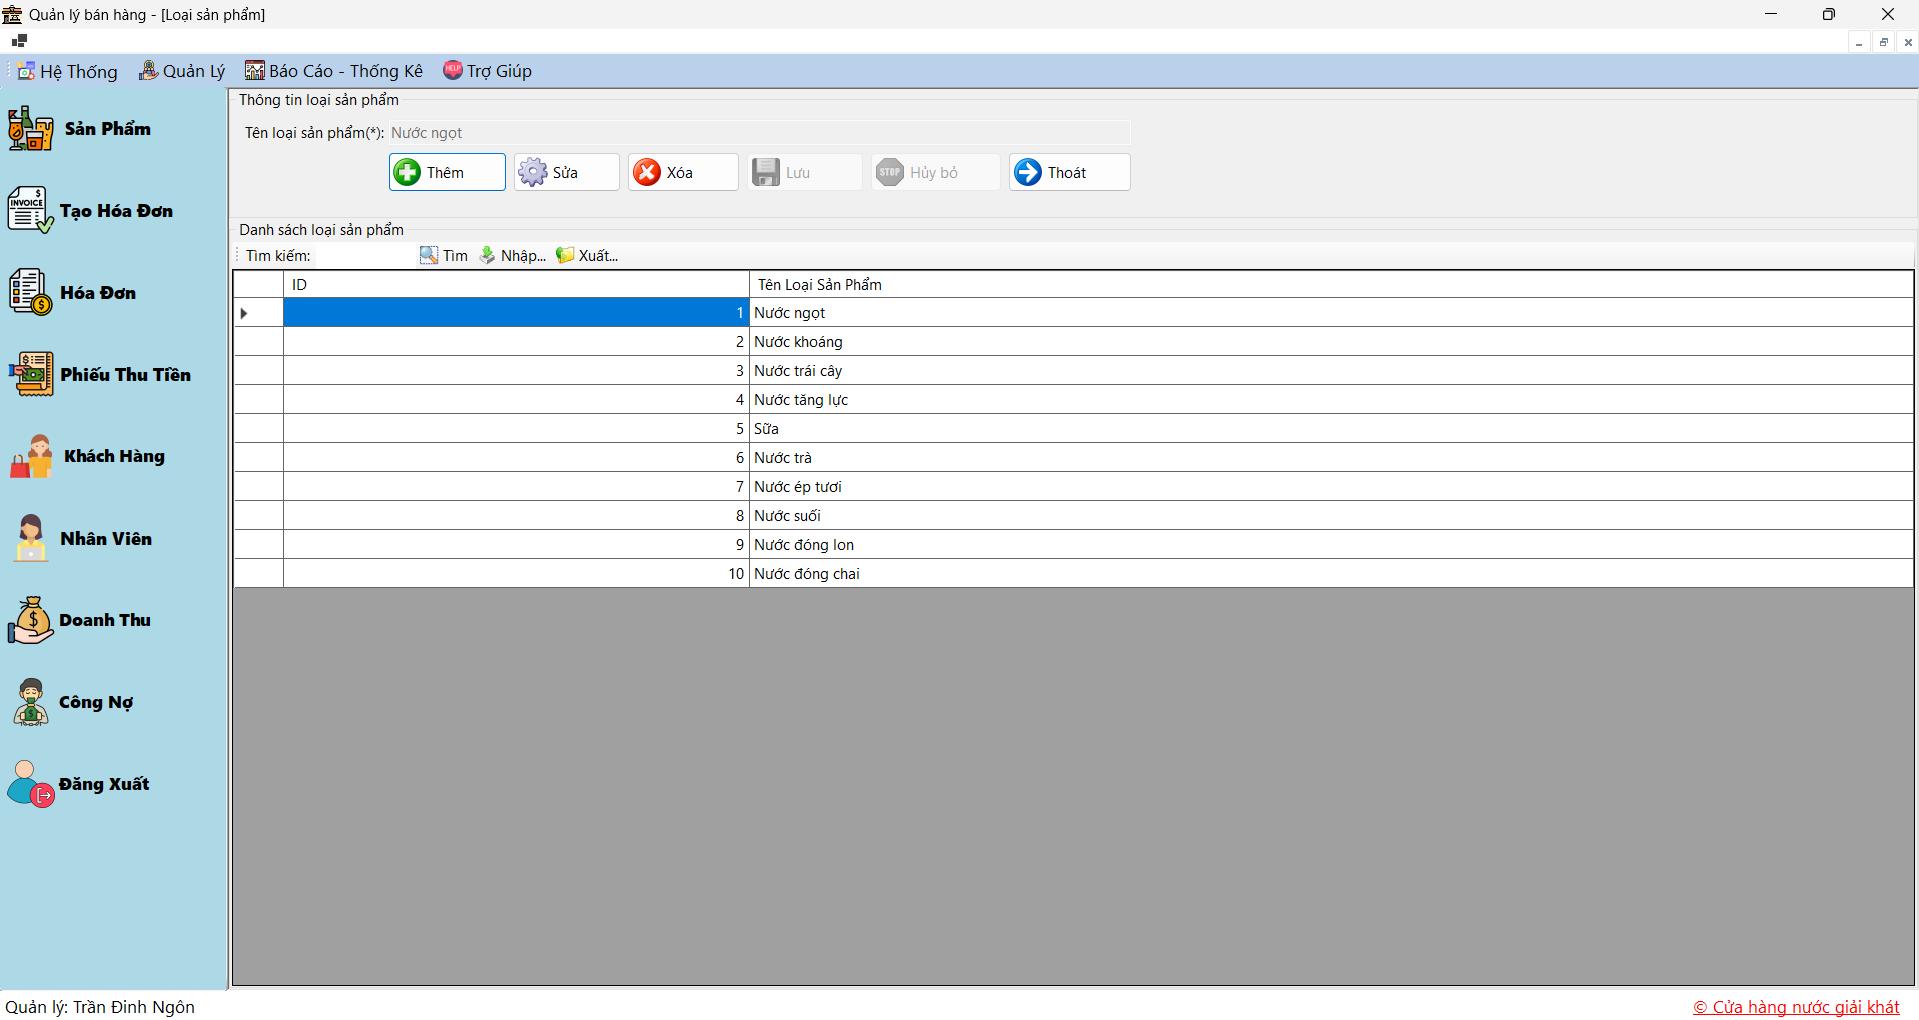 Quản lý bán hàng - [Loại sản phẩm]
Hệ Thống Quản Lý Báo Cáo - Thống Kê HELP Trợ Giúp
Sản Phẩm
INVOICE Tạo Hóa Đơn
Hóa Đơn
Phiếu Thu Tiền
Khách Hàng
Nhân Viên
Doanh Thu
Công Nợ
Đăng Xuất
Thông tin loại sản phẩm
Tên loại sản phẩm(*): Nước ngọt
Thêm Sửa Xóa Lưu STOP Hủy bỏ Thoát
Danh sách loại sản phẩm
Tìm kiếm: Tìm Nhập... Xuất...
ID Tên Loại Sản Phẩm
1 Nước ngọt
2 Nước khoáng
3 Nước trái cây
4 Nước tăng lực
5 Sữa
6 Nước trà
7 Nước ép tươi
8 Nước suối
9 Nước đóng lon
10 Nước đóng chai
Quản lý: Trần Đinh Ngôn
© Cửa hàng nước giải khát